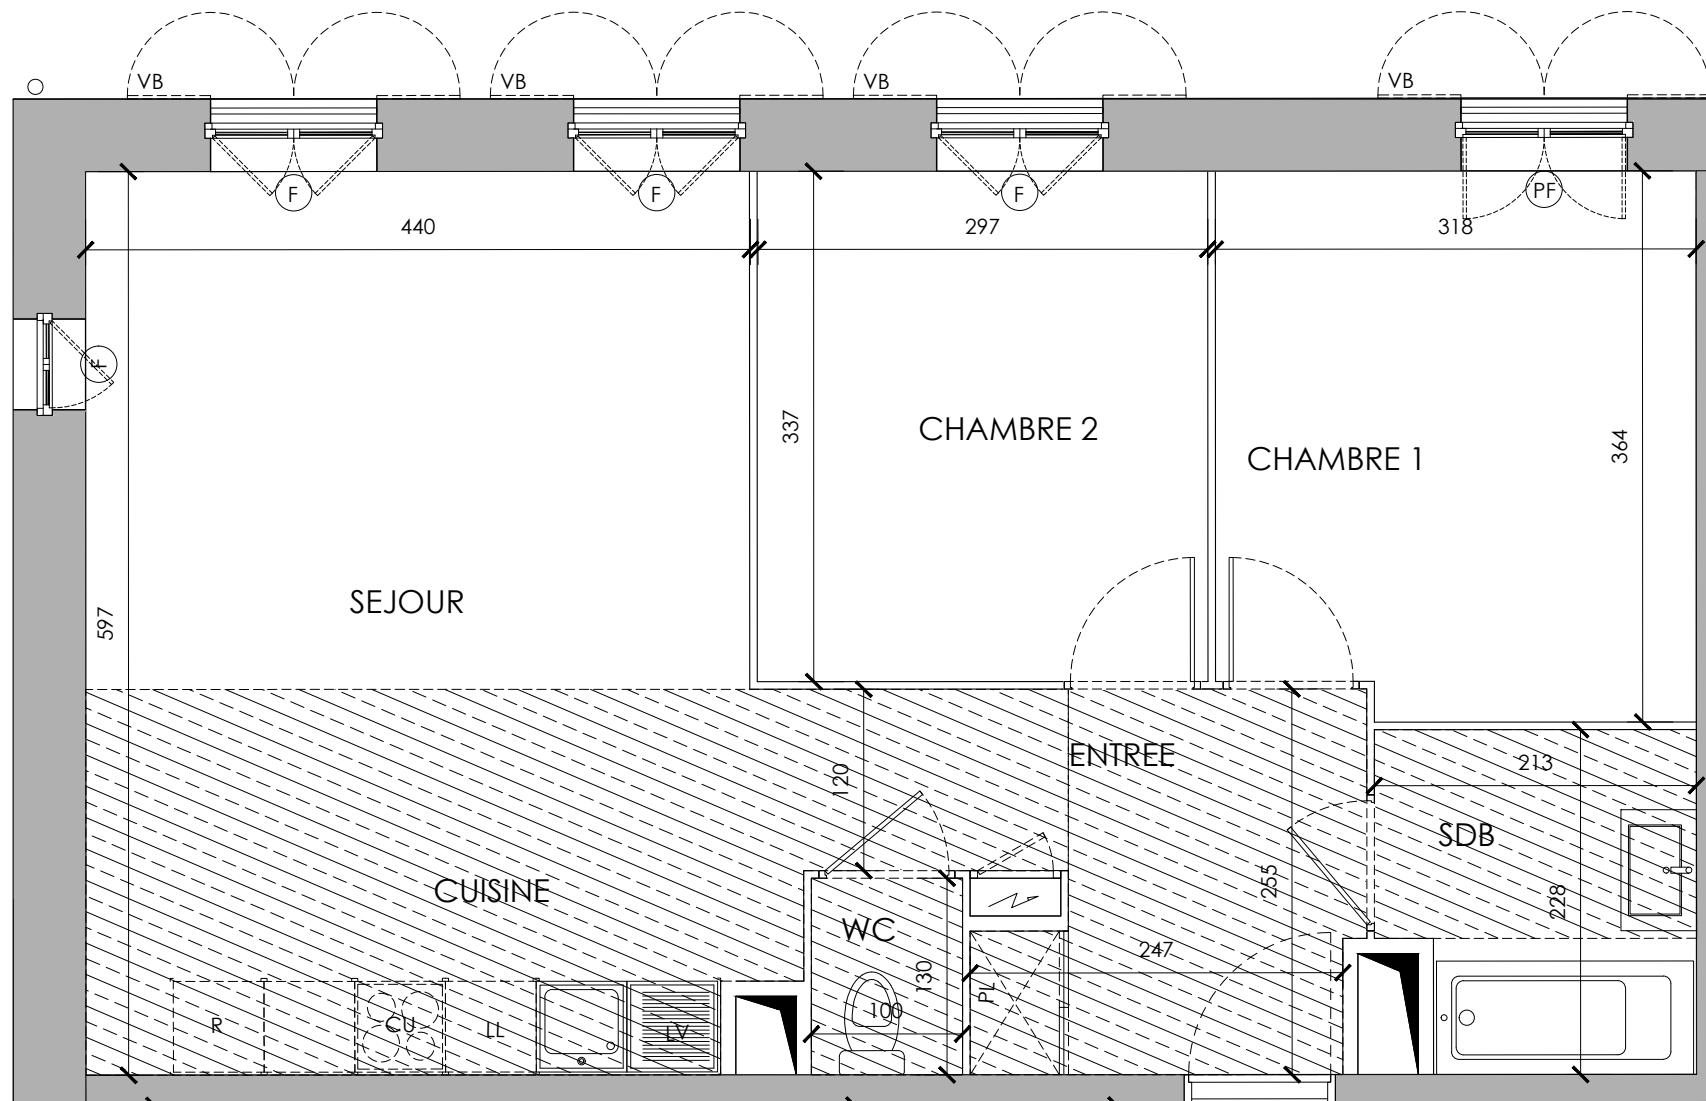 VB
VB
VB
VB
F
F
F
PF
440
297
318
F
337
CHAMBRE 2
CHAMBRE 1
364
SEJOUR
597
ENTREE
120
213
SDB
CUISINE
255
228
WC
247
130
PL
100
R
CU
LL
LV